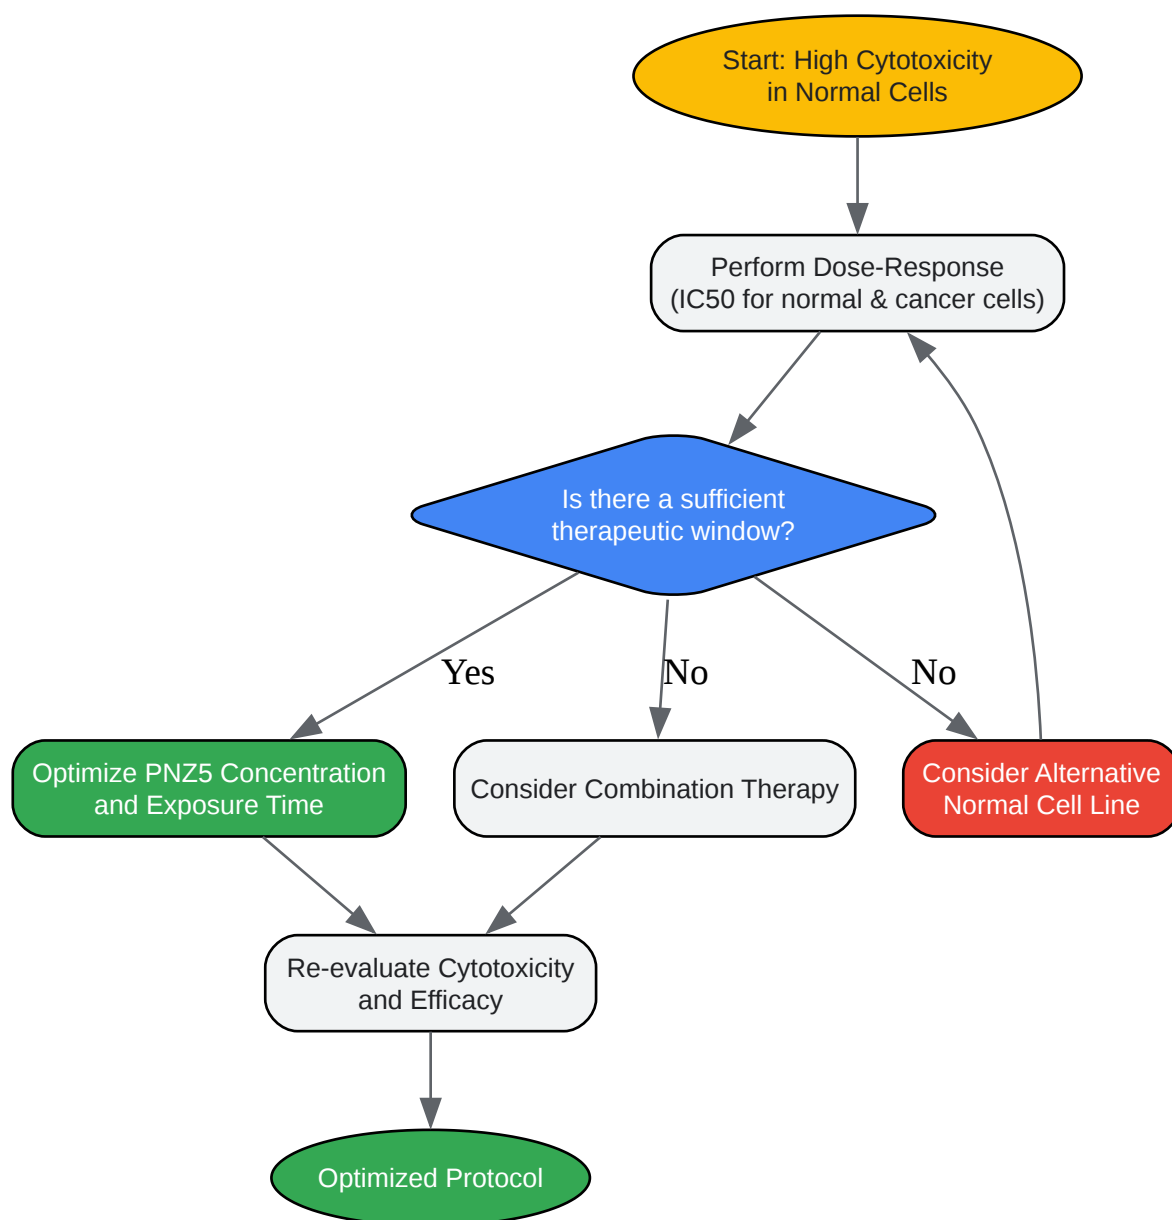 Start: High Cytotoxicity
in Normal Cells
Perform Dose-Response
(IC50 for normal & cancer cells)
Is there a sufficient
therapeutic window?
Yes
No
No
Optimize PNZ5 Concentration
and Exposure Time
Consider Combination Therapy
Consider Alternative
Normal Cell Line
Re-evaluate Cytotoxicity
and Efficacy
Optimized Protocol